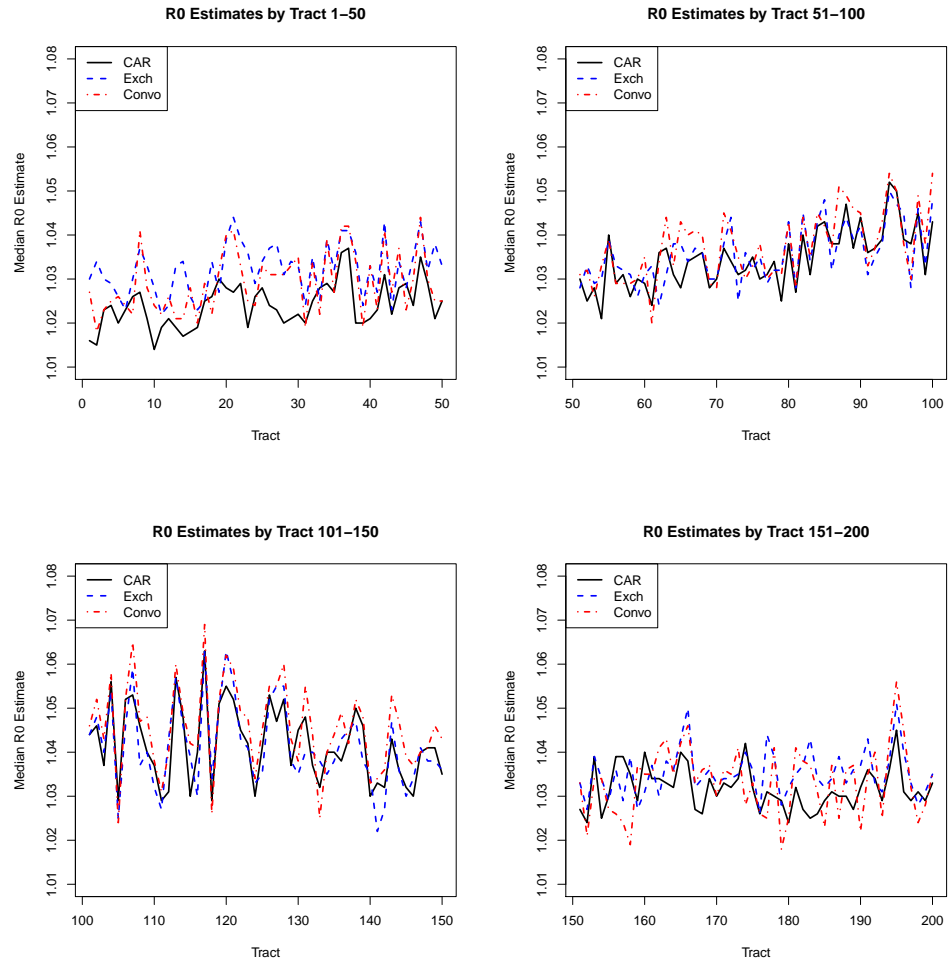 R0 Estimates by Tract 1−50
CAR
Exch
Convo
Median R0 Estimate
1.01 1.02 1.03 1.04 1.05 1.06 1.07 1.08
0 10 20 30 40 50
Tract
R0 Estimates by Tract 51−100
CAR
Exch
Convo
Median R0 Estimate
1.01 1.02 1.03 1.04 1.05 1.06 1.07 1.08
50 60 70 80 90 100
Tract
R0 Estimates by Tract 101−150
CAR
Exch
Convo
Median R0 Estimate
1.01 1.02 1.03 1.04 1.05 1.06 1.07 1.08
100 110 120 130 140 150
Tract
R0 Estimates by Tract 151−200
CAR
Exch
Convo
Median R0 Estimate
1.01 1.02 1.03 1.04 1.05 1.06 1.07 1.08
150 160 170 180 190 200
Tract